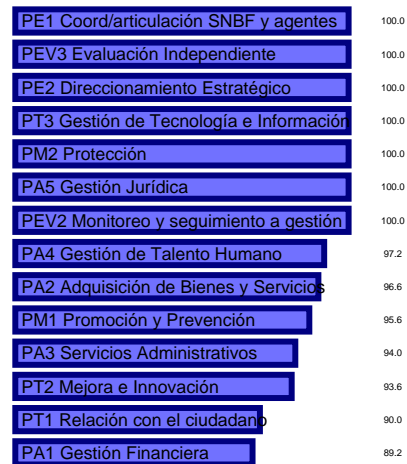 PE1 Coord/articulación SNBF y agentes 100.0
PEV3 Evaluación Independiente 100.0
PE2 Direccionamiento Estratégico 100.0
PT3 Gestión de Tecnología e Información 100.0
PM2 Protección 100.0
PA5 Gestión Jurídica 100.0
PEV2 Monitoreo y seguimiento a gestión 100.0
PA4 Gestión de Talento Humano 97.2
PA2 Adquisición de Bienes y Servicios 96.6
PM1 Promoción y Prevención 95.6
PA3 Servicios Administrativos 94.0
PT2 Mejora e Innovación 93.6
PT1 Relación con el ciudadano 90.0
PA1 Gestión Financiera 89.2